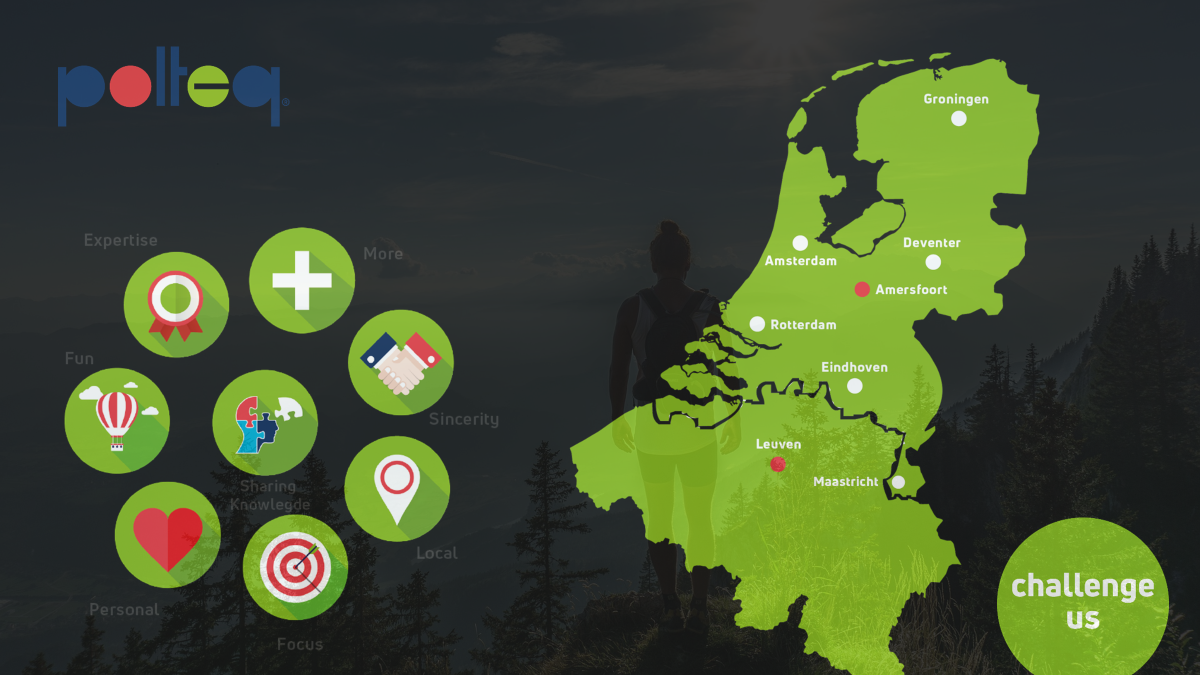 polteq®
Expertise
More
Fun
Sincerity
Sharing
Knowlegde
Local
Personal
Focus
Groningen
Deventer
Amsterdam
Amersfoort
Rotterdam
Eindhoven
Leuven
Maastricht
challenge
us